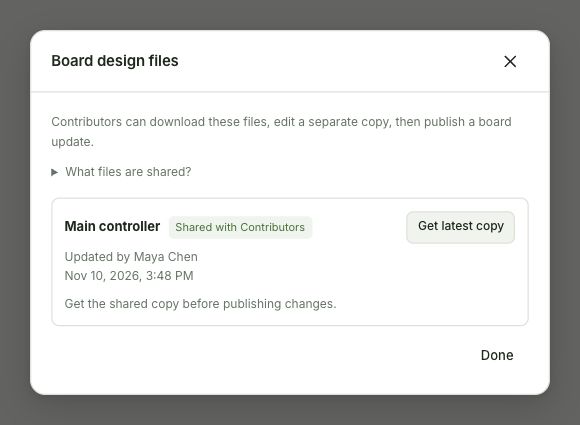 Board design files
Contributors can download these files, edit a separate copy, then publish a board
update.
What files are shared?
Main controller
Shared with Contributors
Get latest copy
Updated by Maya Chen
Nov 10, 2026, 3:48 PM
Get the shared copy before publishing changes.
Done